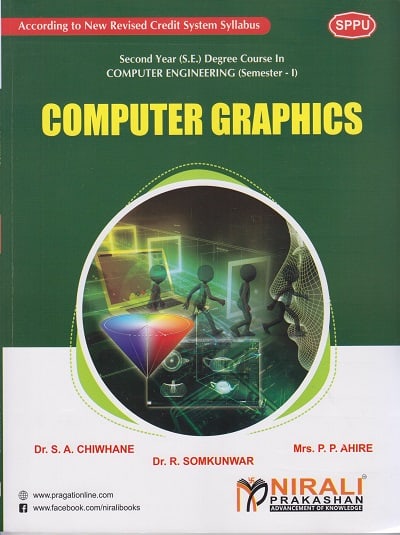 According to New Revised Credit System Syllabus
SPPU
Second Year (S.E.) Degree Course In
COMPUTER ENGINEERING (Semester - I)
COMPUTER GRAPHICS
Dr. S. A. CHIWHANE
Dr. R. SOMKUNWAR
Mrs. P. P. AHIRE
www.pragationline.com
www.facebook.com/niralibooks
NIRALI
PRAKASHAN
ADVANCEMENT OF KNOWLEDGE